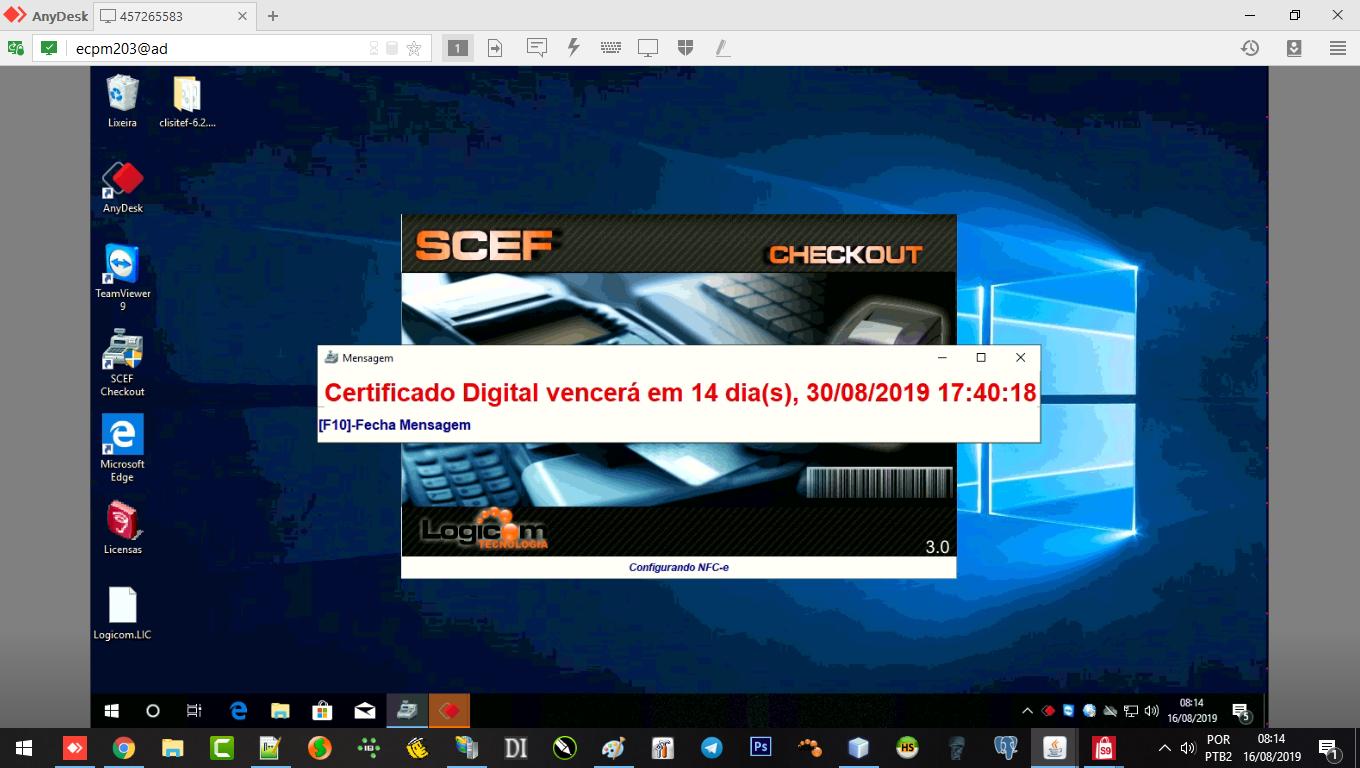 AnyDesk
457265583
ecpm203@ad
1
Lixeira
clisitef-6.2....
AnyDesk
TeamViewer
9
SCEF
Checkout
Microsoft
Edge
Licensas
Logicom.LIC
SCEF
CHECKOUT
Mensagem
Certificado Digital vencerá em 14 dia(s), 30/08/2019 17:40:18
[F10]-Fecha Mensagem
Logicom
TECNOLOGIA
3.0
Configurando NFC-e
08:14
16/08/2019
5
DI
Ps
HS
S9
POR
PTB2
08:14
16/08/2019
1